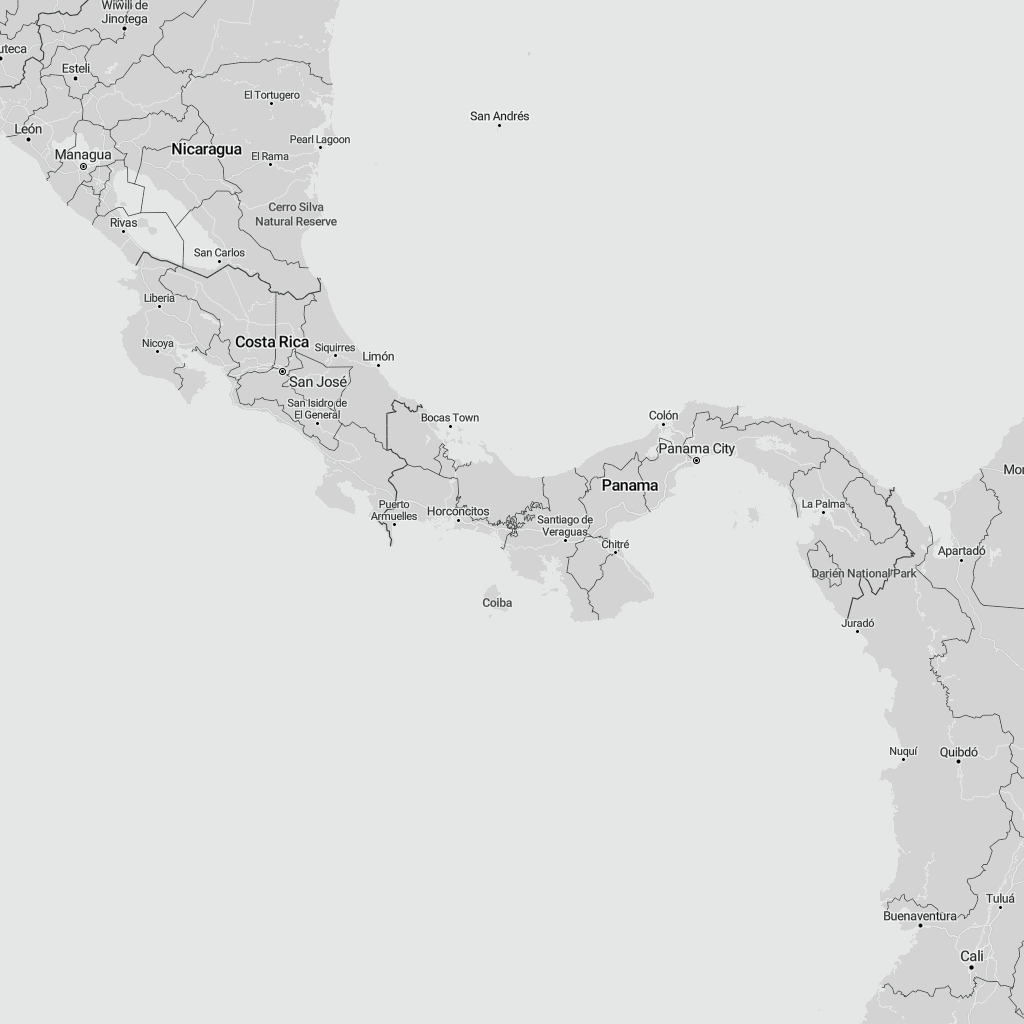 Wiwilí de
Jinotega
uteca
Estelí
El Tortugero
San Andrés
León
Pearl Lagoon
Managua
Nicaragua
El Rama
Cerro Silva
Natural Reserve
Rivas
San Carlos
Liberia
Nicoya
Costa Rica
Siquirres
Limón
San José
San Isidro de
El General
Bocas Town
Colón
Panama City
Mon
Panama
Puerto
Armuelles
Horconcitos
La Palma
Santiago de
Veraguas
Chitré
Apartadó
Darién National Park
Coiba
Juradó
Nuquí
Quibdó
Tuluá
Buenaventura
Cali